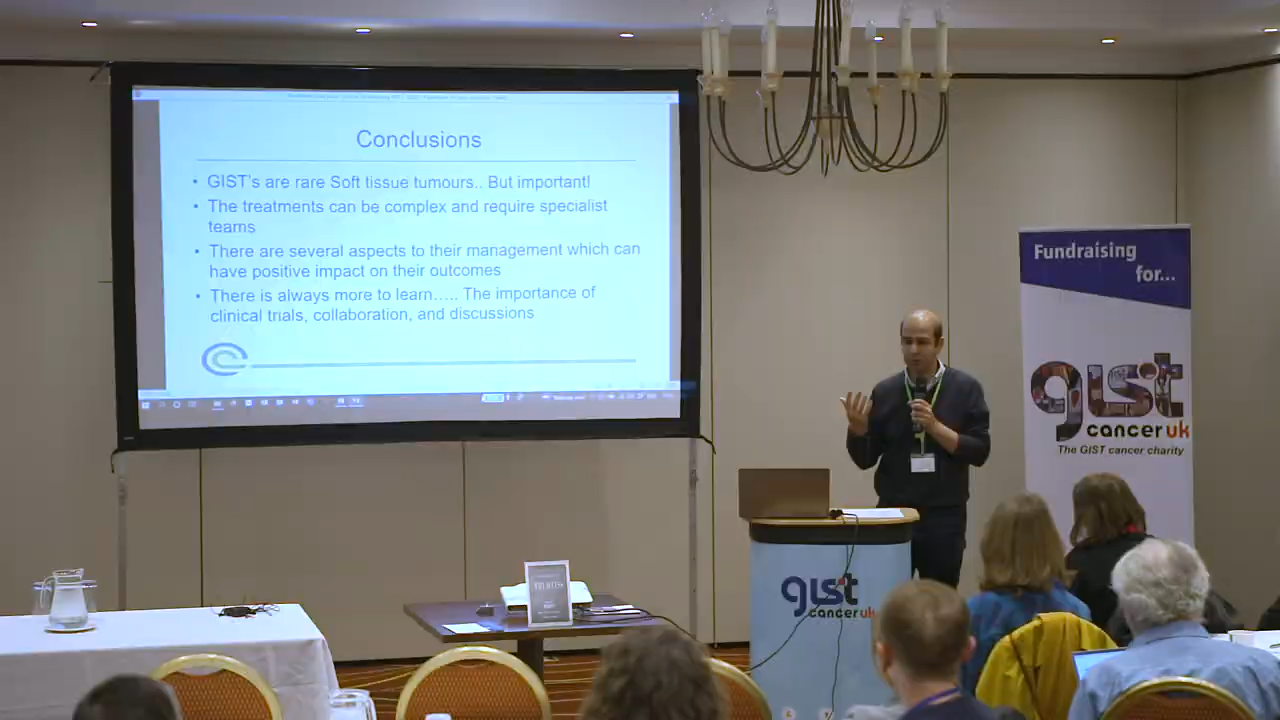 Conclusions
• GIST's are rare Soft tissue tumours.. But important!
• The treatments can be complex and require specialist
teams
• There are several aspects to their management which can
have positive impact on their outcomes
• There is always more to learn….. The importance of
clinical trials, collaboration, and discussions
Fundraising
for...
gist
cancer uk
The GIST cancer charity
gist
cancer uk